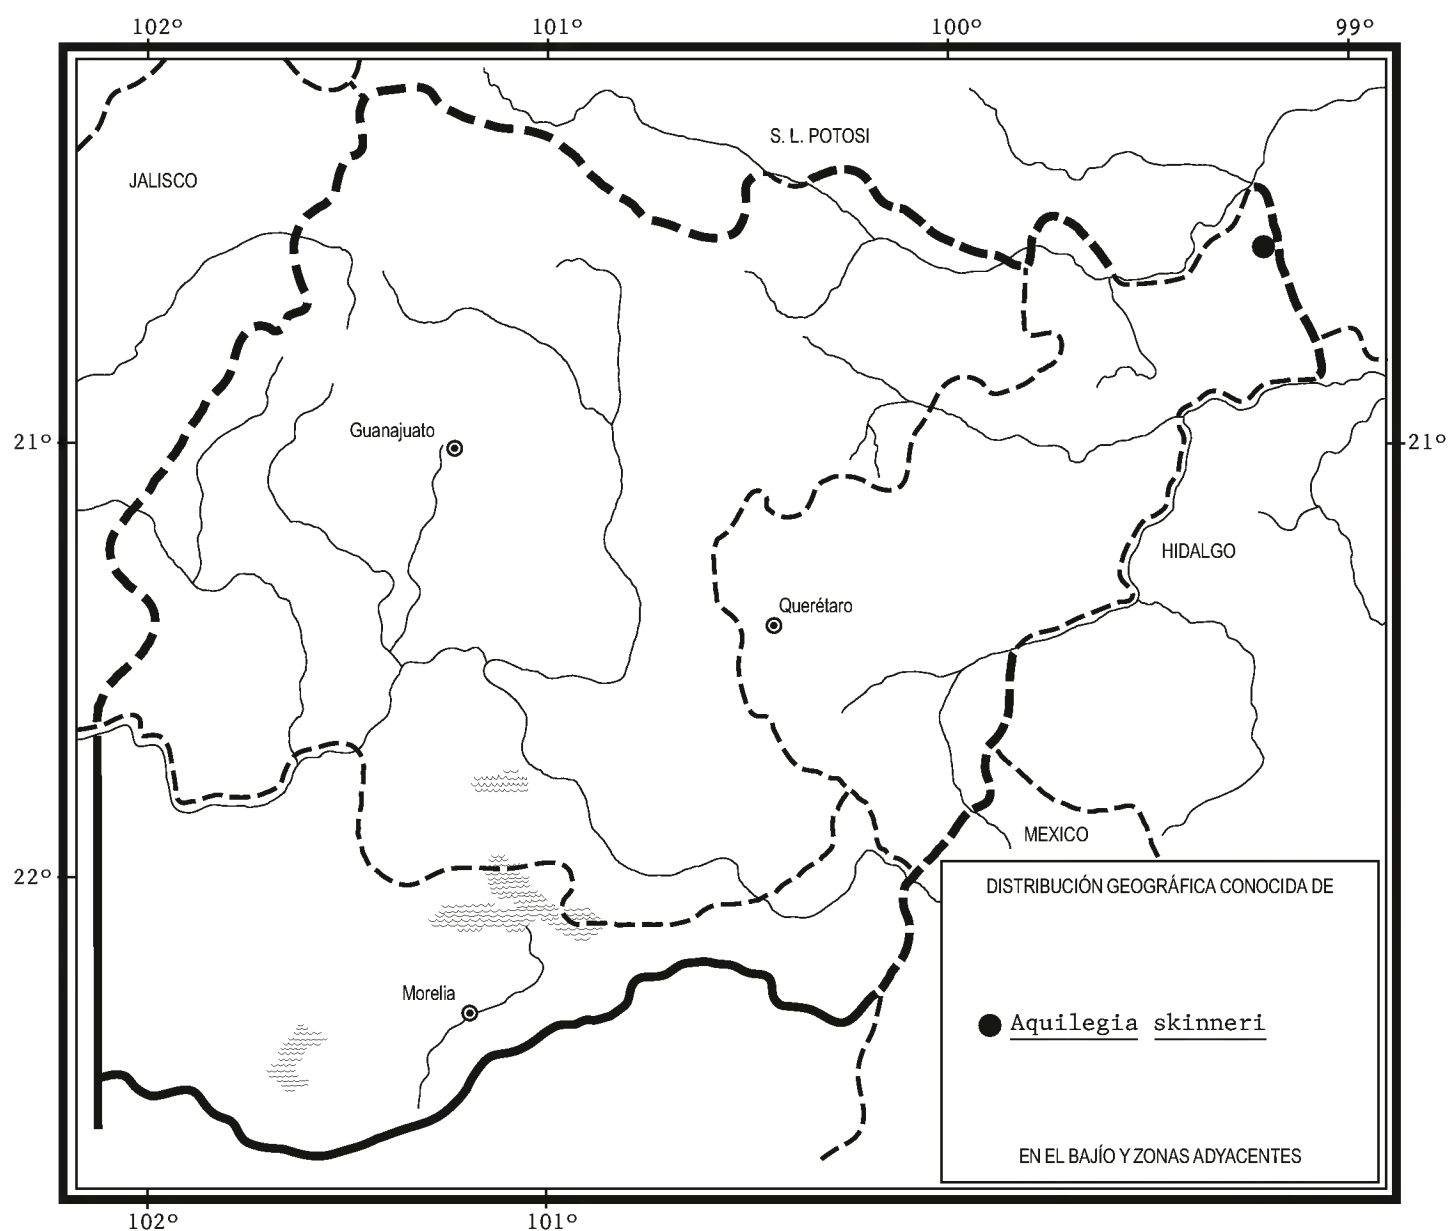 102º 101º 100º 99º
S. L. POTOSI
JALISCO
Guanajuato
21º 21º
HIDALGO
Querétaro
MEXICO
22º
DISTRIBUCIÓN GEOGRÁFICA CONOCIDA DE
Morelia
Aquilegia skinneri
EN EL BAJÍO Y ZONAS ADYACENTES
102º 101º